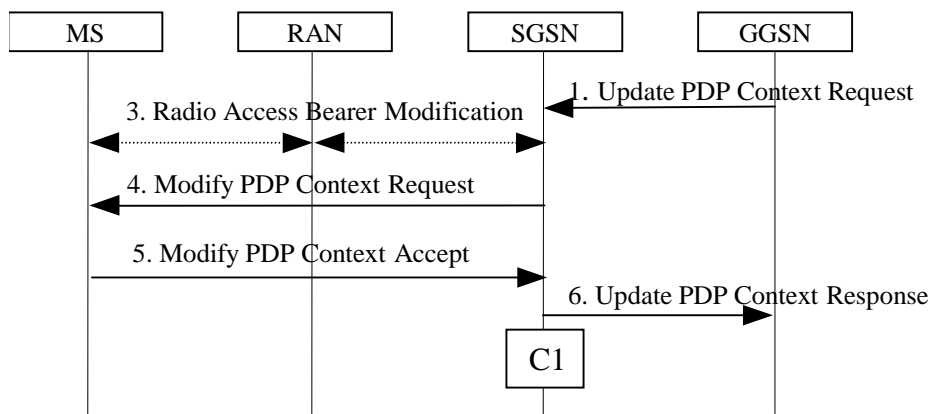 MS RAN SGSN GGSN
1. Update PDP Context Request
3. Radio Access Bearer Modification
4. Modify PDP Context Request
5. Modify PDP Context Accept
6. Update PDP Context Response
C1